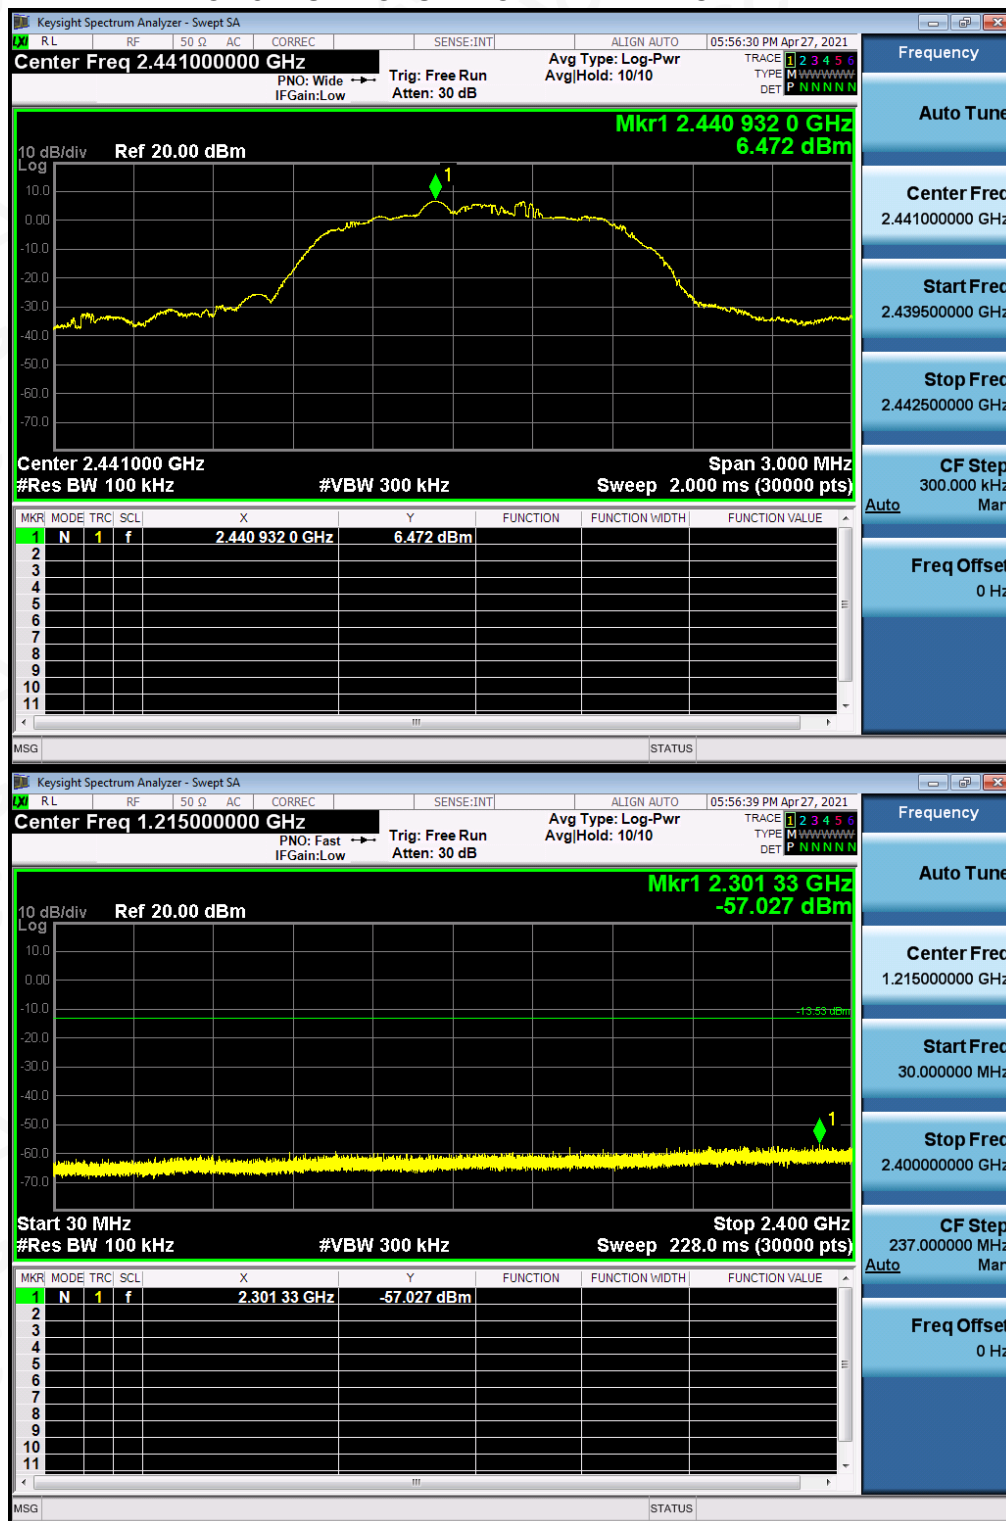 Keysight Spectrum Analyzer - Swept SA
LXI RL RF 50 Ω AC CORREC SENSE:INT ALIGN AUTO 05:56:30 PM Apr 27, 2021
Center Freq 2.441000000 GHz
PNO: Wide
IFGain:Low
Trig: Free Run
Atten: 30 dB
Avg Type: Log-Pwr
Avg|Hold: 10/10
TRACE 1 2 3 4 5 6
TYPE M WWWWW
DET P N N N N N
Mkr1 2.440 932 0 GHz
6.472 dBm
10 dB/div Ref 20.00 dBm
Log
1
10.0
0.00
-10.0
-20.0
-30.0
-40.0
-50.0
-60.0
-70.0
Center 2.441000 GHz Span 3.000 MHz
#Res BW 100 kHz #VBW 300 kHz Sweep 2.000 ms (30000 pts)
MKR MODE TRC SCL X Y FUNCTION FUNCTION WIDTH FUNCTION VALUE
1 N 1 f 2.440 932 0 GHz 6.472 dBm
2
3
4
5
6
7
8
9
10
11
MSG STATUS
Frequency
Auto Tune
Center Freq
2.441000000 GHz
Start Freq
2.439500000 GHz
Stop Freq
2.442500000 GHz
CF Step
300.000 kHz
Auto Man
Freq Offset
0 Hz
Keysight Spectrum Analyzer - Swept SA
LXI RL RF 50 Ω AC CORREC SENSE:INT ALIGN AUTO 05:56:39 PM Apr 27, 2021
Center Freq 1.215000000 GHz
PNO: Fast
IFGain:Low
Trig: Free Run
Atten: 30 dB
Avg Type: Log-Pwr
Avg|Hold: 10/10
TRACE 1 2 3 4 5 6
TYPE M WWWWW
DET P N N N N N
Mkr1 2.301 33 GHz
-57.027 dBm
10 dB/div Ref 20.00 dBm
Log
10.0
0.00
-10.0
-13.53 dBm
-20.0
-30.0
-40.0
-50.0
1
-60.0
-70.0
Start 30 MHz Stop 2.400 GHz
#Res BW 100 kHz #VBW 300 kHz Sweep 228.0 ms (30000 pts)
MKR MODE TRC SCL X Y FUNCTION FUNCTION WIDTH FUNCTION VALUE
1 N 1 f 2.301 33 GHz -57.027 dBm
2
3
4
5
6
7
8
9
10
11
MSG STATUS
Frequency
Auto Tune
Center Freq
1.215000000 GHz
Start Freq
30.000000 MHz
Stop Freq
2.400000000 GHz
CF Step
237.000000 MHz
Auto Man
Freq Offset
0 Hz